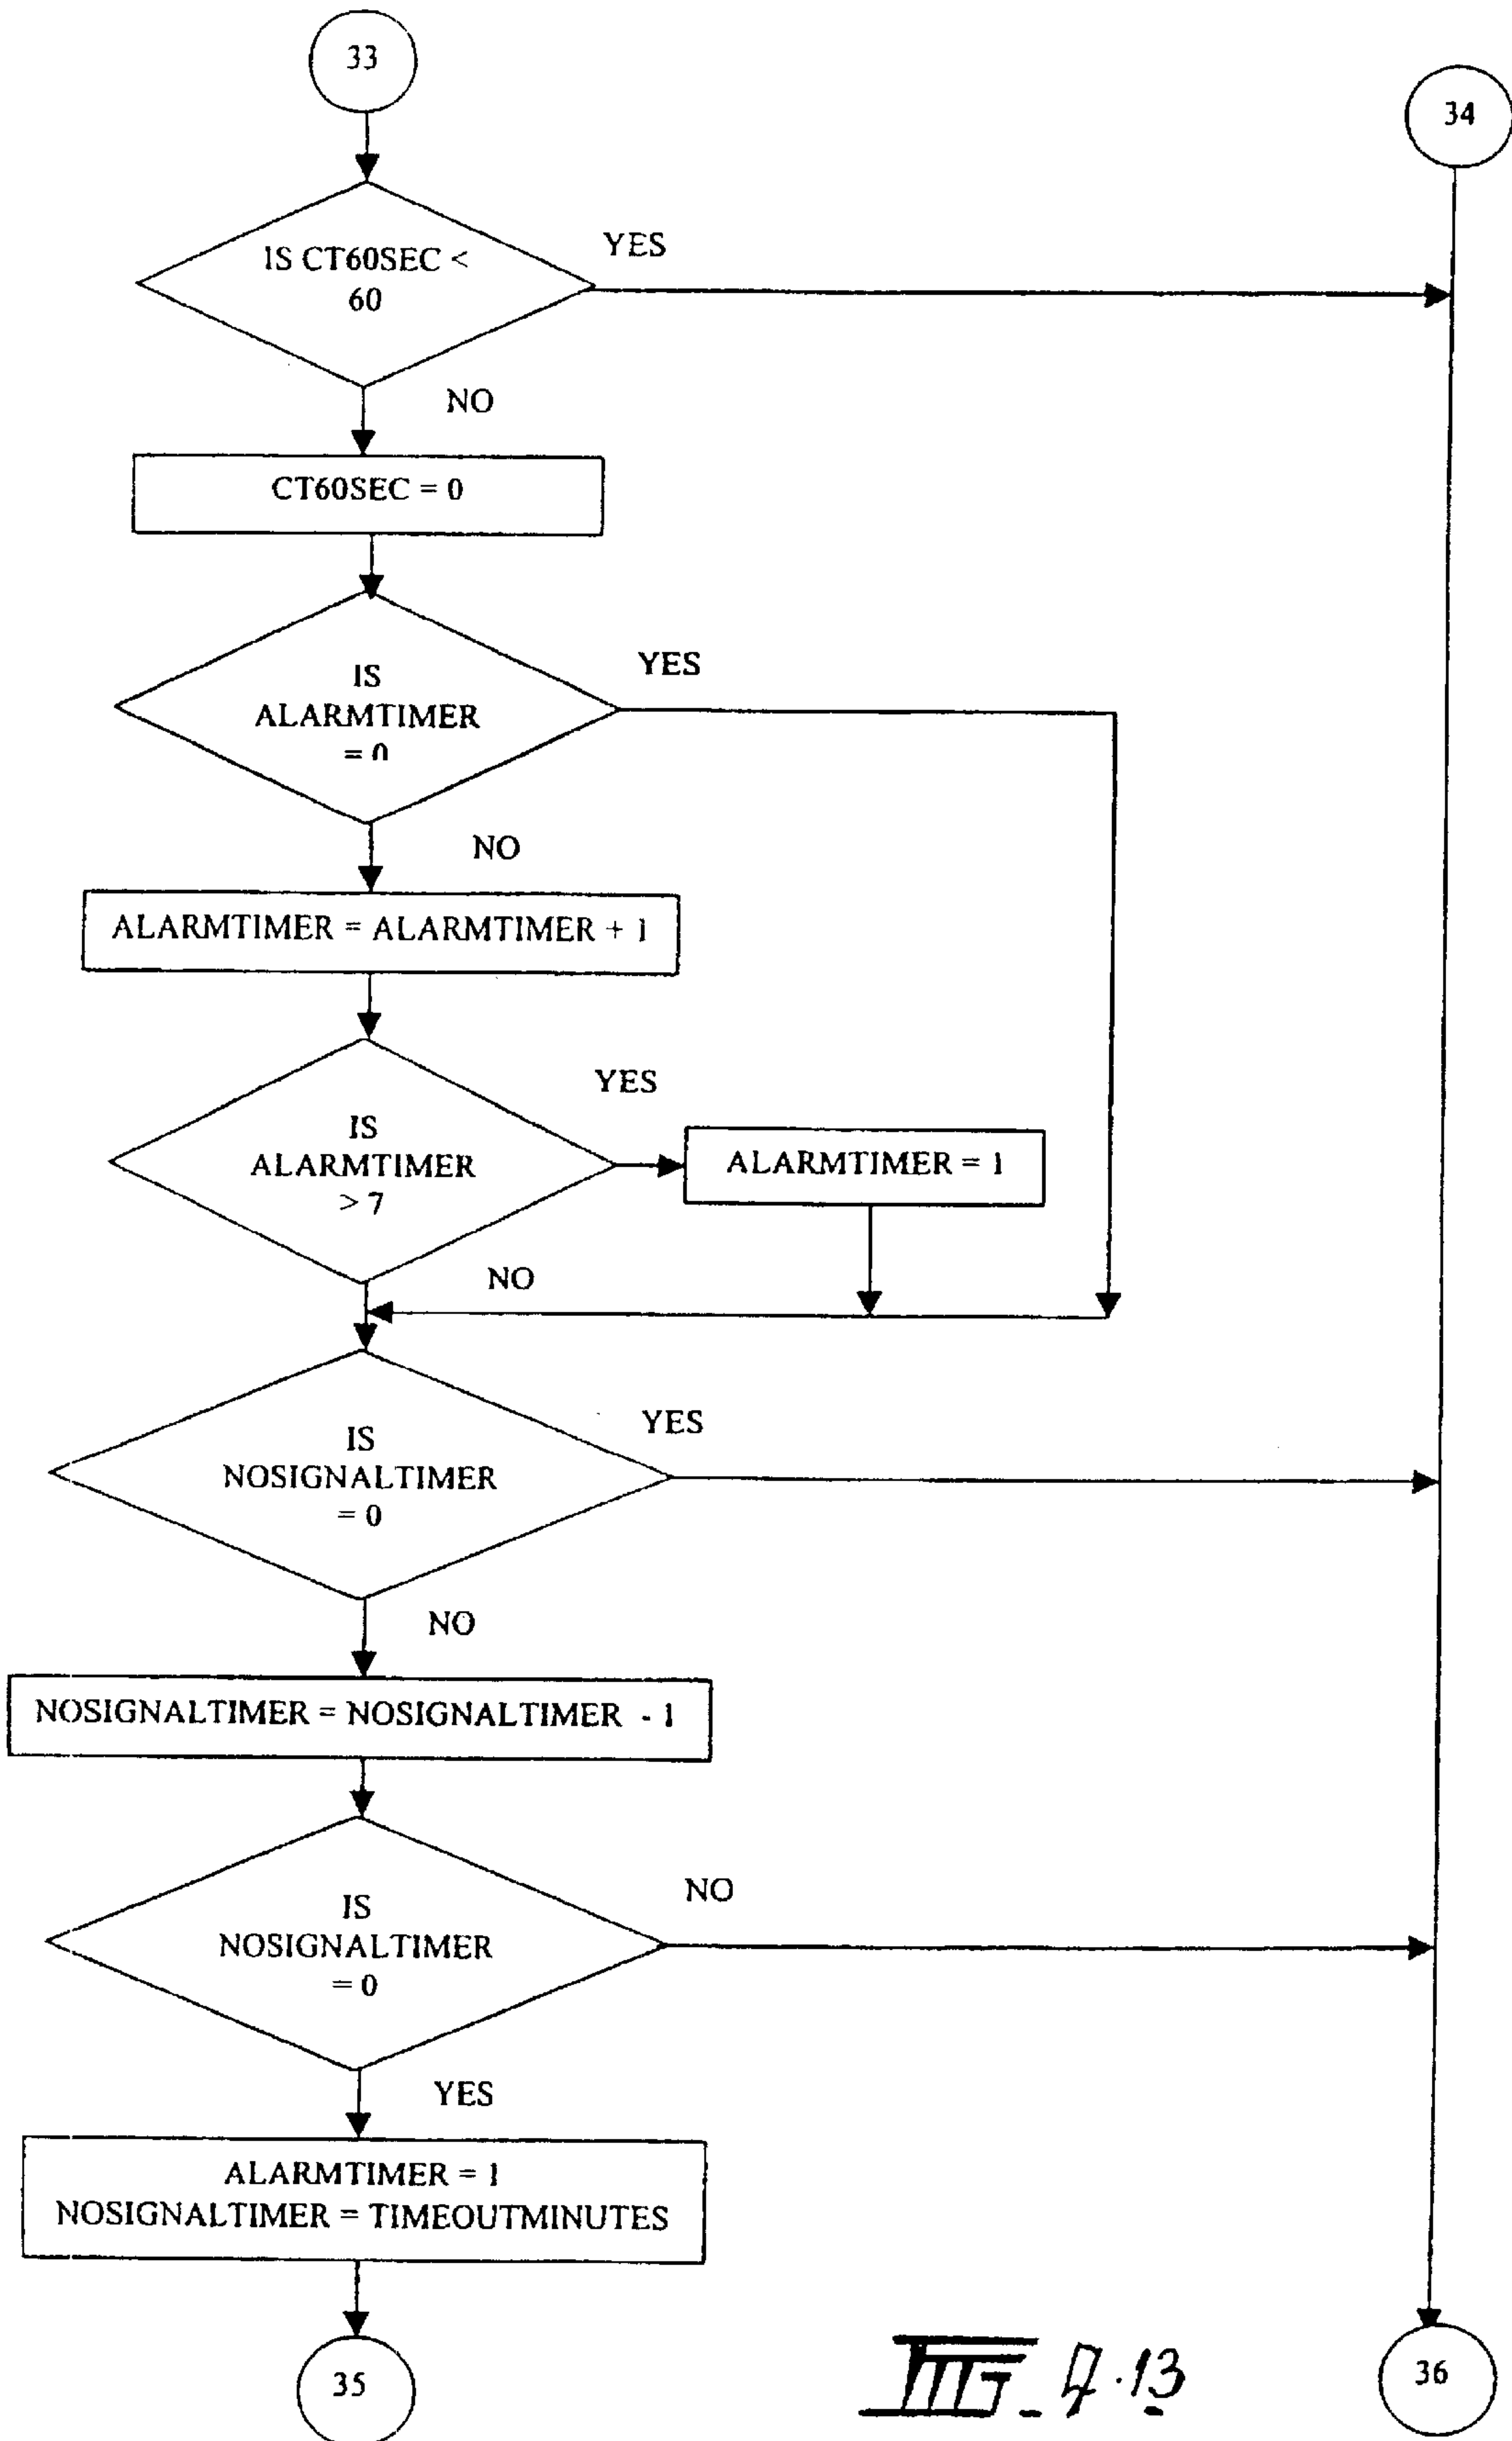 33
34
IS CT60SEC <
60
YES
NO
CT60SEC = 0
IS
ALARMTIMER
= 0
YES
NO
ALARMTIMER = ALARMTIMER + 1
IS
ALARMTIMER
> 7
YES
ALARMTIMER = 1
NO
IS
NOSIGNALTIMER
= 0
YES
NO
NOSIGNALTIMER = NOSIGNALTIMER - 1
IS
NOSIGNALTIMER
= 0
NO
YES
ALARMTIMER = 1
NOSIGNALTIMER = TIMEOUTMINUTES
35
36